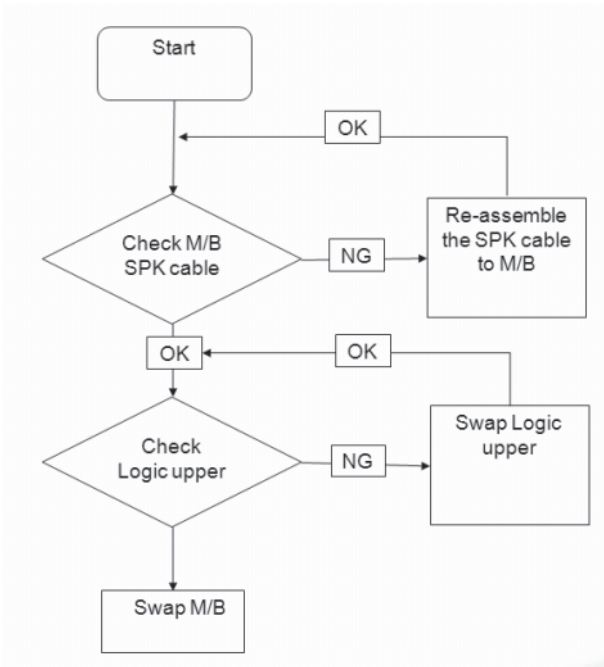 Start
OK
Check M/B
SPK cable
NG
Re-assemble
the SPK cable
to M/B
OK
OK
Check
Logic upper
NG
Swap Logic
upper
Swap M/B